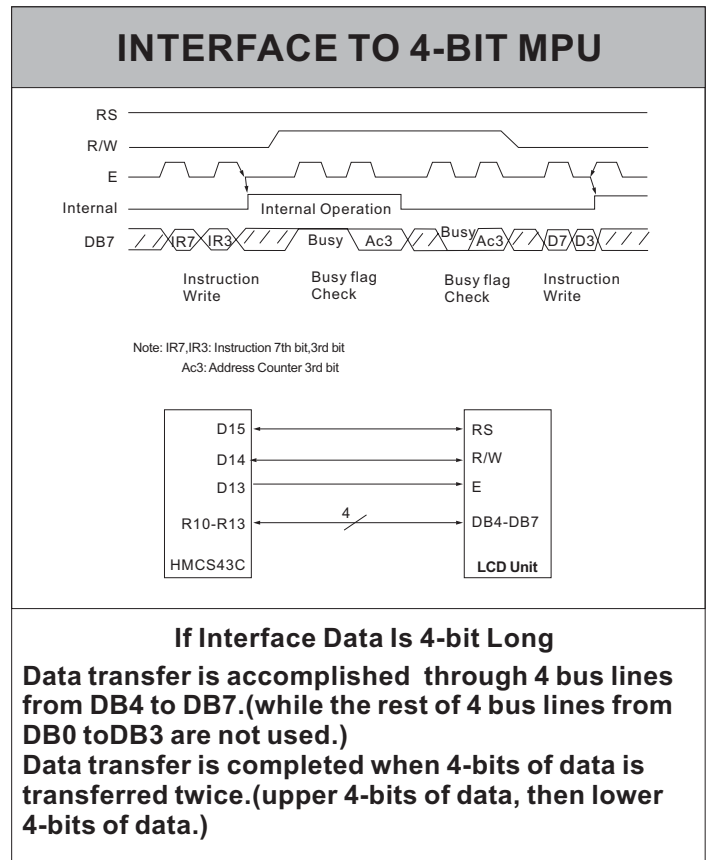 INTERFACE TO 4-BIT MPU
RS
R/W
E
Internal
Internal Operation
DB7
IR7
IR3
Busy
Ac3
Busy
Ac3
D7
D3
Instruction
Write
Busy flag
Check
Busy flag
Check
Instruction
Write
Note: IR7,IR3: Instruction 7th bit,3rd bit
Ac3: Address Counter 3rd bit
D15
RS
D14
R/W
D13
E
R10-R13
4
DB4-DB7
HMCS43C
LCD Unit
If Interface Data Is 4-bit Long
Data transfer is accomplished through 4 bus lines
from DB4 to DB7.(while the rest of 4 bus lines from
DB0 toDB3 are not used.)
Data transfer is completed when 4-bits of data is
transferred twice.(upper 4-bits of data, then lower
4-bits of data.)